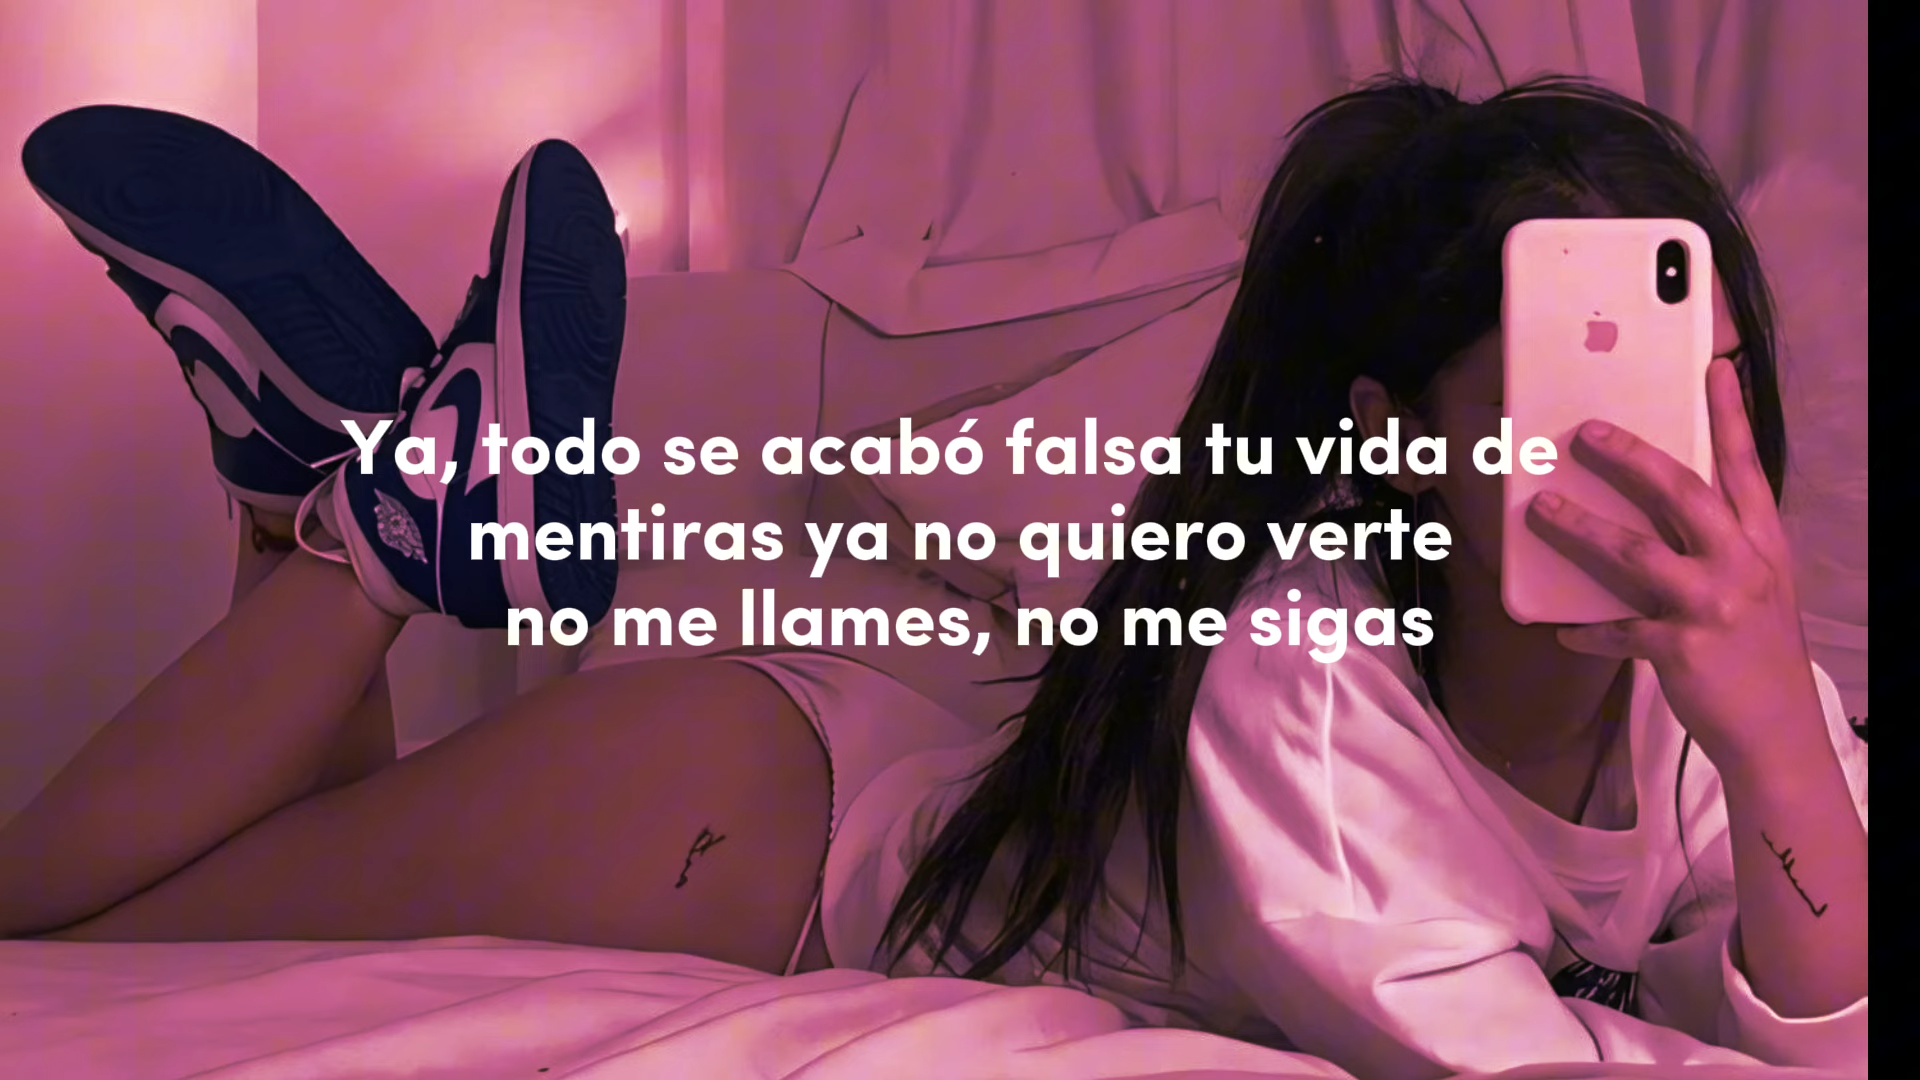 Ya, todo se acabó falsa tu vida de
mentiras ya no quiero verte
no me llames, no me sigas